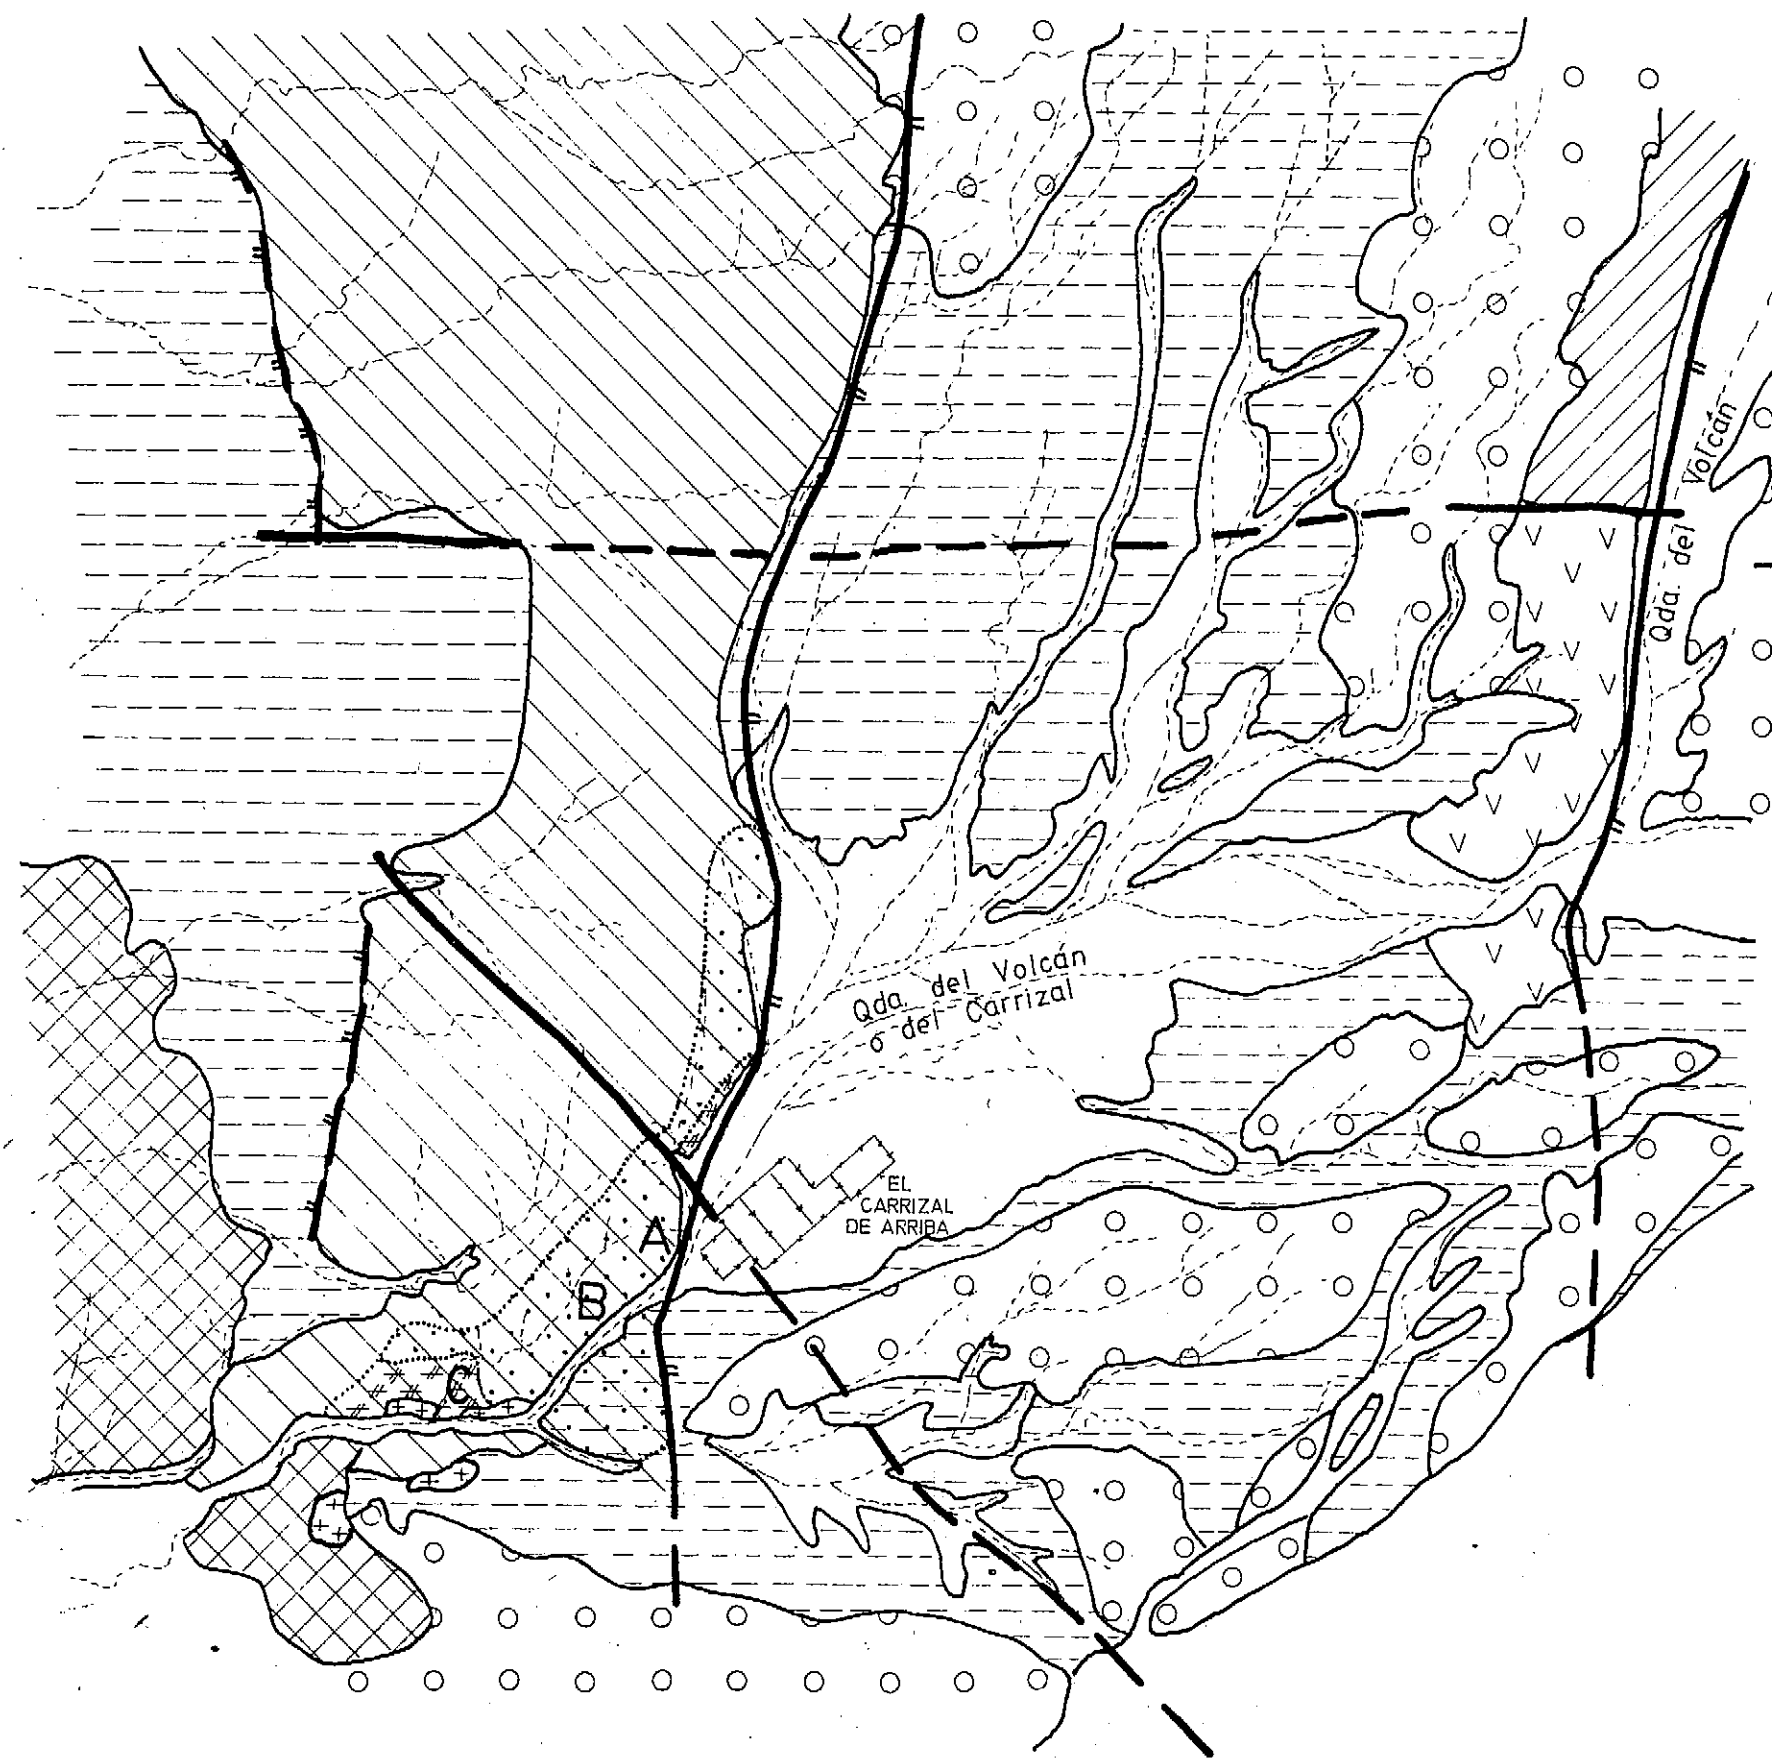 Volcán
Qda. del
Qda. del Volcán
ó del Carrizal
EL
CARRIZAL
DE ARRIBA
A
B
C